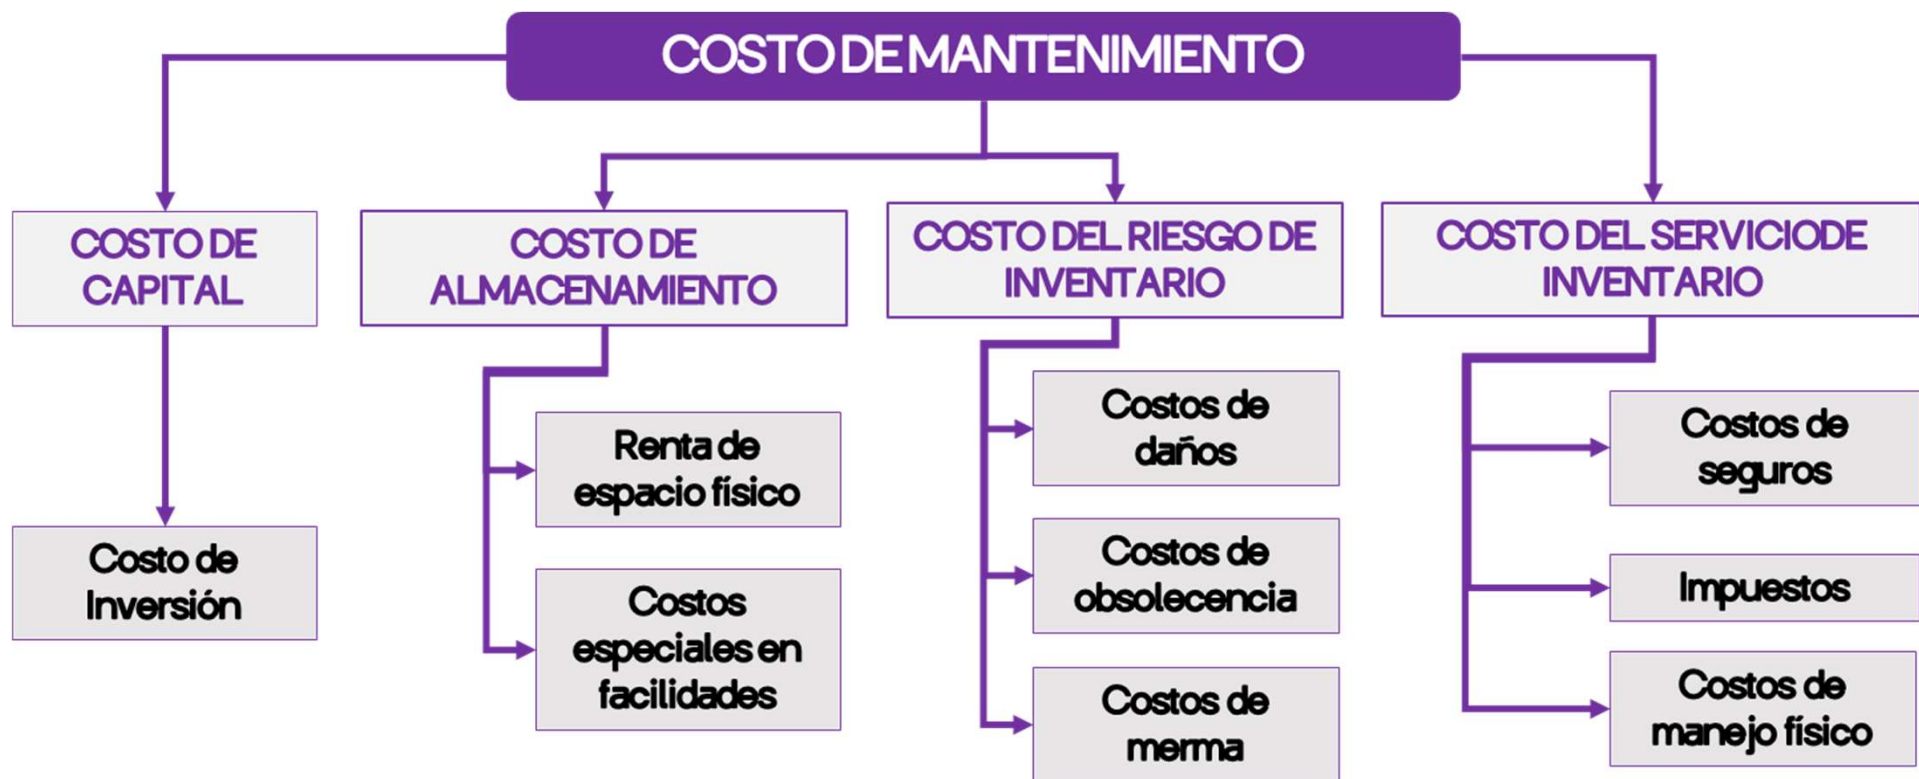 COSTO DE MANTENIMIENTO
COSTO DE
CAPITAL
COSTO DE
ALMACENAMIENTO
COSTO DEL RIESGO DE
INVENTARIO
COSTO DEL SERVICIODE
INVENTARIO
Costo de
Inversión
Renta de
espacio físico
Costos
especiales en
facilidades
Costos de
daños
Costos de
obsolecencia
Costos de
merma
Costos de
seguros
Impuestos
Costos de
manejo físico